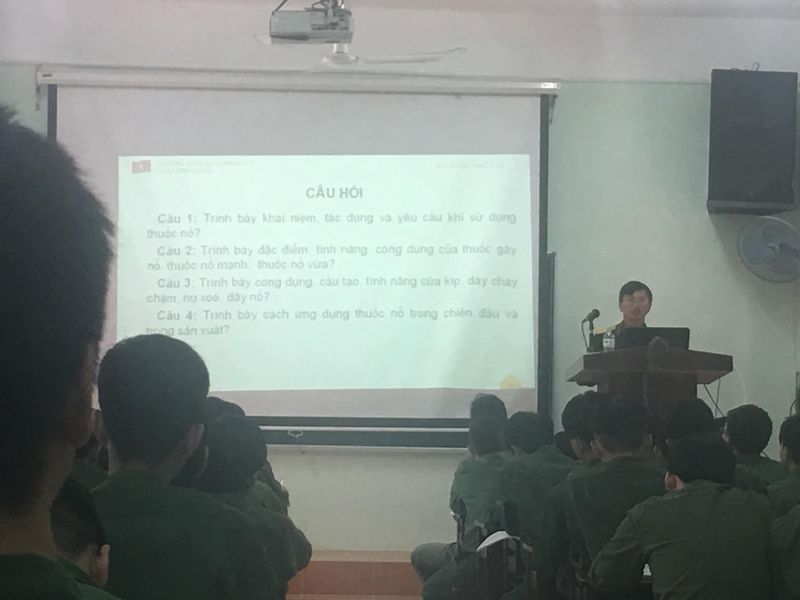 CÂU HỎI
Câu 1: Trình bày khái niệm, tác dụng và yêu cầu khi sử dụng
thuốc nổ?
Câu 2: Trình bày đặc điểm, tính năng, công dụng của thuốc gây
nổ, thuốc nổ mạnh, thuốc nổ vừa?
Câu 3: Trình bày công dụng, cấu tạo, tính năng của kíp, dây cháy
chậm, nụ xòe, dây nổ?
Câu 4: Trình bày cách ứng dụng thuốc nổ trong chiến đấu và
trong sản xuất?